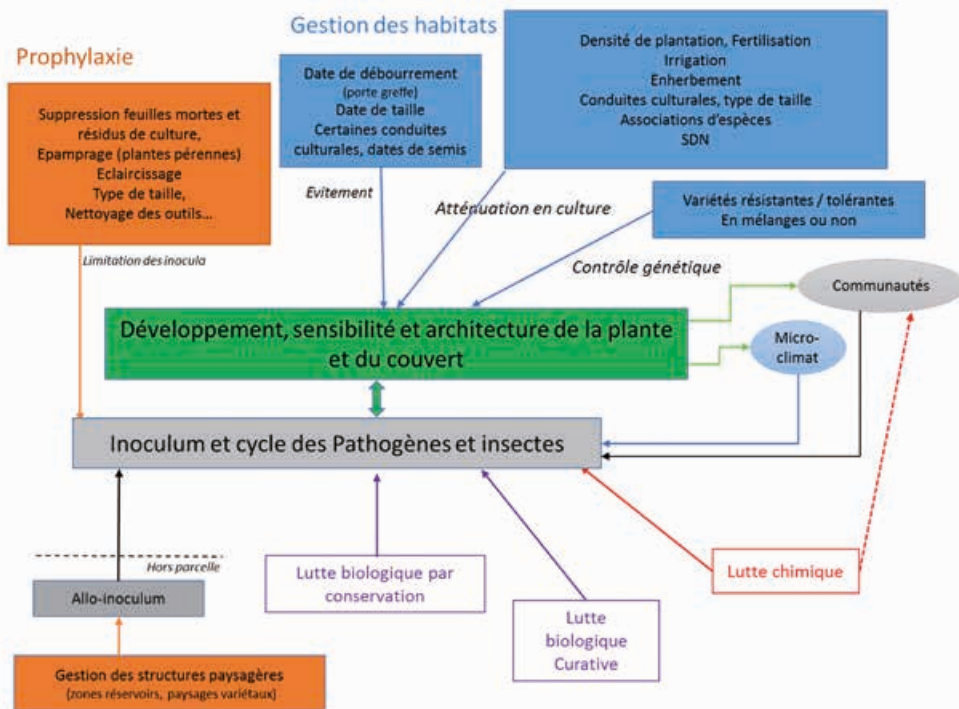 Prophylaxie
Suppression feuilles mortes et
résidus de culture,
Epamprage (plantes pérennes)
Eclaircissage
Type de taille,
Nettoyage des outils...
Limitation des inocula
Gestion des habitats
Date de débourrement
(porte greffe)
Date de taille
Certaines conduites
culturales, dates de semis
Evitement
Densité de plantation, Fertilisation
Irrigation
Enherbement
Conduites culturales, type de taille
Associations d'espèces
SDN
Atténuation en culture
Variétés résistantes / tolérantes
En mélanges ou non
Contrôle génétique
Communautés
Micro-
climat
Développement, sensibilité et architecture de la plante
et du couvert
Inoculum et cycle des Pathogènes et insectes
Hors parcelle
Allo-inoculum
Gestion des structures paysagères
(zones réservoirs, paysages variétaux)
Lutte biologique par
conservation
Lutte
biologique
Curative
Lutte chimique